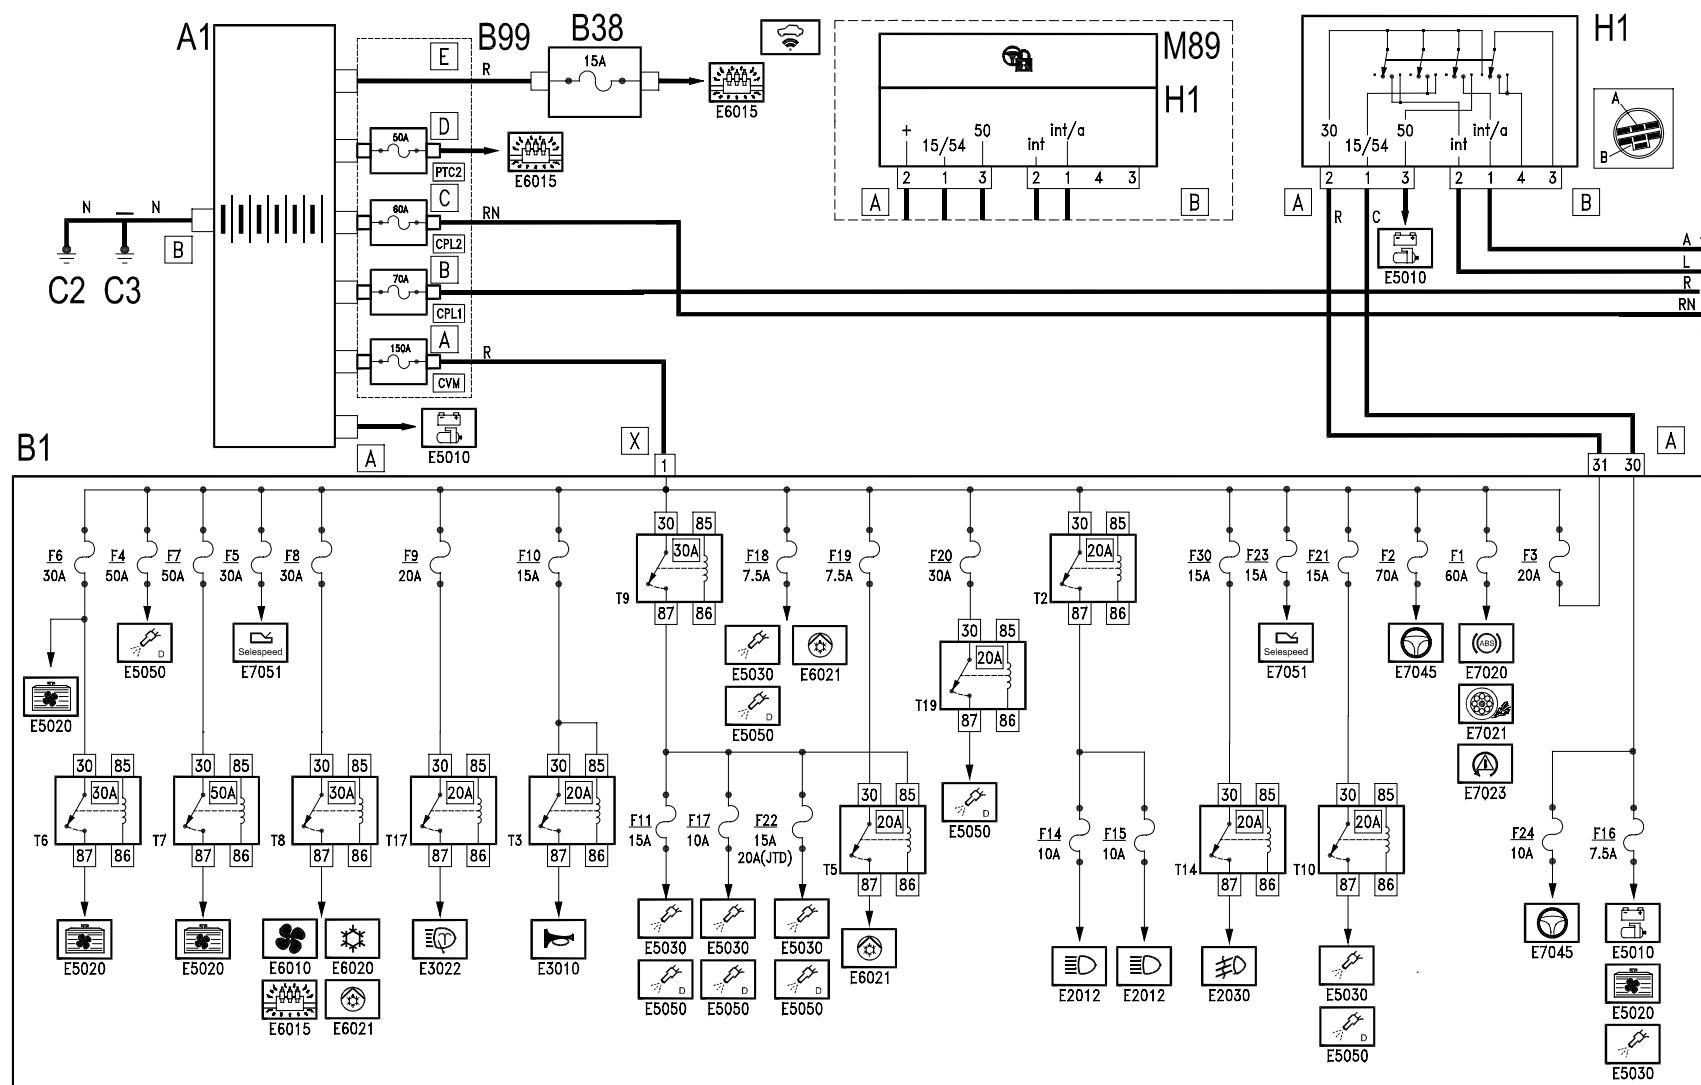 A1
E
B99
B38
15A
R
E6015
D
50A
PTC2
E6015
C
60A
CPL2
RN
B
70A
CPL1
A
150A
CVM
R
N
N
B
C2
C3
A
E5010
X
1
M89
H1
+
15/54
50
int
int/a
2
1
3
2
1
4
3
A
B
H1
30
15/54
50
int
int/a
2
1
3
2
1
4
3
A
B
A
B
R
C
E5010
A
L
R
RN
A
31
30
B1
F6
30A
F4
50A
F7
50A
F5
30A
F8
30A
F9
20A
F10
15A
30
85
30A
T9
87
86
F18
7.5A
F19
7.5A
F20
30A
30
85
20A
T2
87
86
F30
15A
F23
15A
F21
15A
F2
70A
F1
60A
F3
20A
E5020
D
E5050
Selespeed
E7051
E5030
D
E5050
E6021
30
85
20A
T19
87
86
D
E5050
Selespeed
E7051
E7045
ABS
E7020
E7021
E7023
30
85
30A
T6
87
86
30
85
50A
T7
87
86
30
85
30A
T8
87
86
30
85
20A
T17
87
86
30
85
20A
T3
87
86
F11
15A
F17
10A
F22
15A
20A(JTD)
30
85
20A
T5
87
86
F14
10A
F15
10A
30
85
20A
T14
87
86
30
85
20A
T10
87
86
F24
10A
F16
7.5A
E5020
E5020
E6010
E6020
E6015
E6021
E3022
E3010
E5030
E5030
E5030
D
D
D
E5050
E5050
E5050
E6021
E2012
E2012
E2030
E5030
D
E5050
E7045
E5010
E5020
E5030